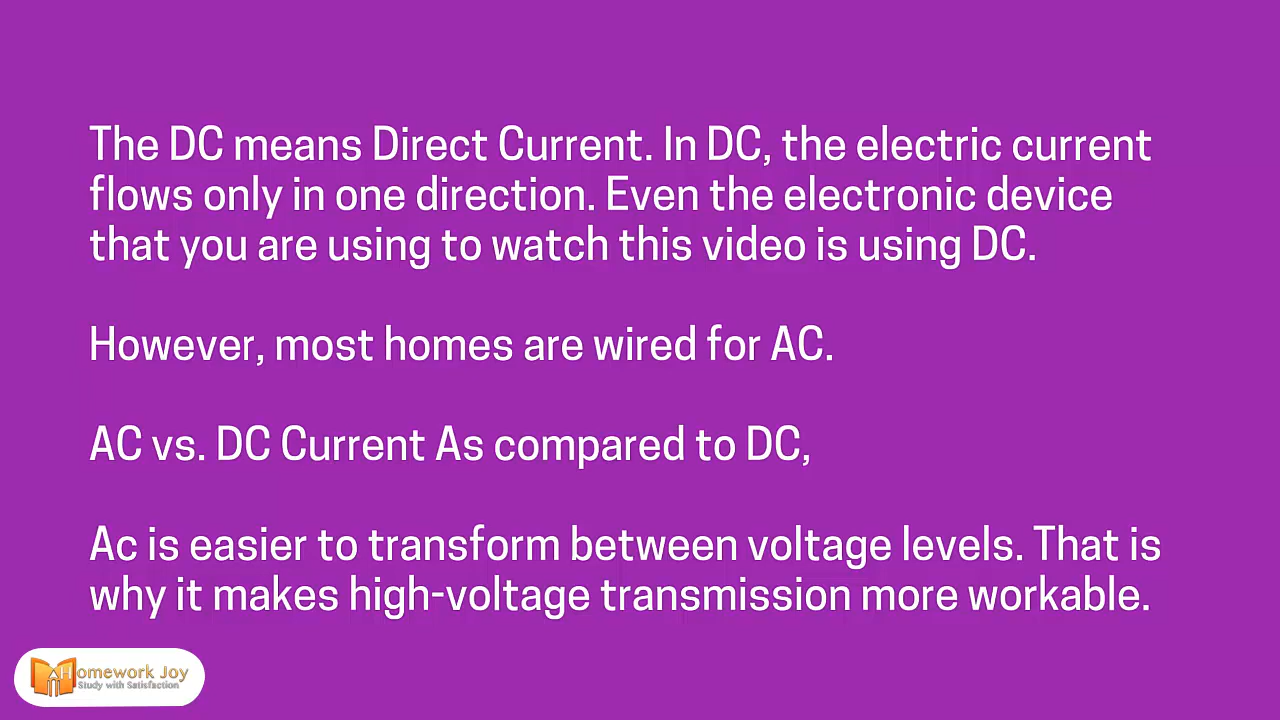 The DC means Direct Current. In DC, the electric current
flows only in one direction. Even the electronic device
that you are using to watch this video is using DC.
However, most homes are wired for AC.
AC vs. DC Current As compared to DC,
Ac is easier to transform between voltage levels. That is
why it makes high-voltage transmission more workable.
Homework Joy
Study with Satisfaction